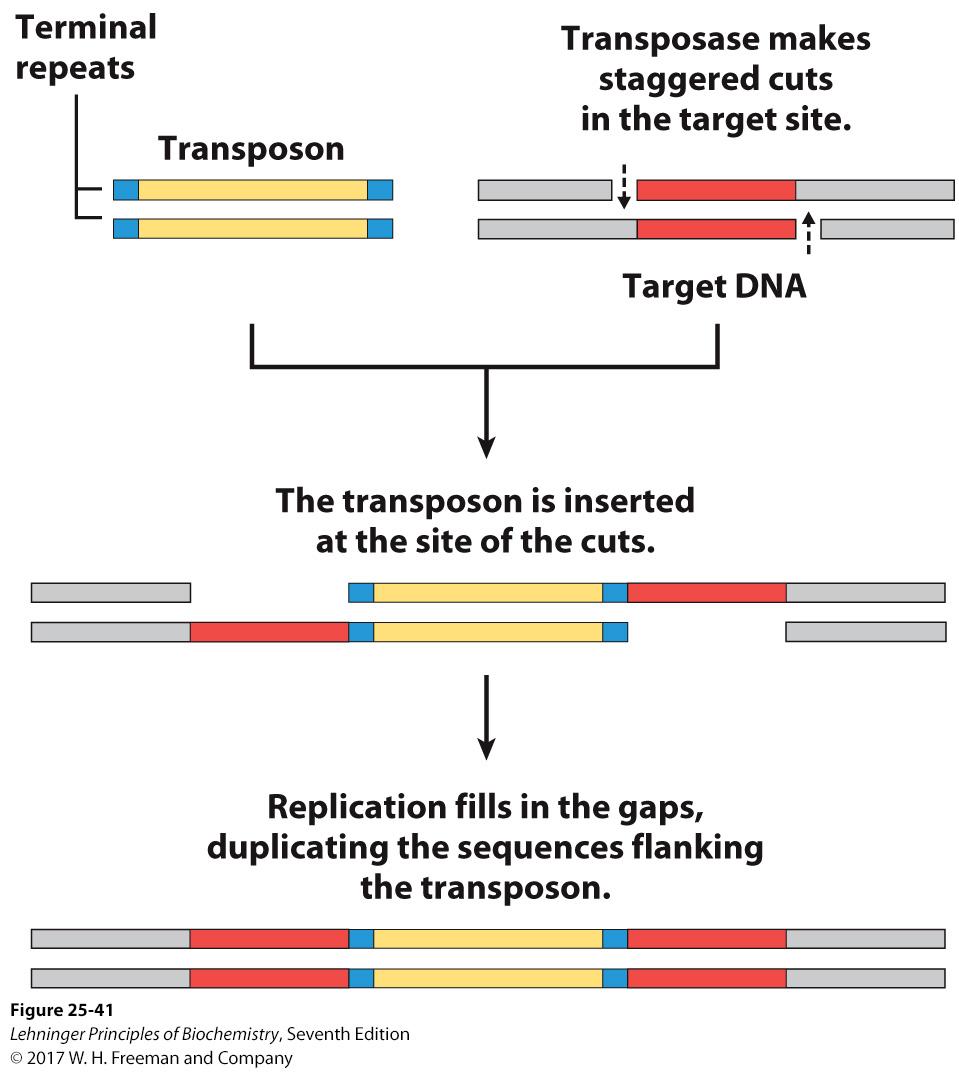 Terminal
repeats
Transposon
Transposase makes
staggered cuts
in the target site.
Target DNA
The transposon is inserted
at the site of the cuts.
Replication fills in the gaps,
duplicating the sequences flanking
the transposon.
Figure 25-41
Lehninger Principles of Biochemistry, Seventh Edition
© 2017 W. H. Freeman and Company